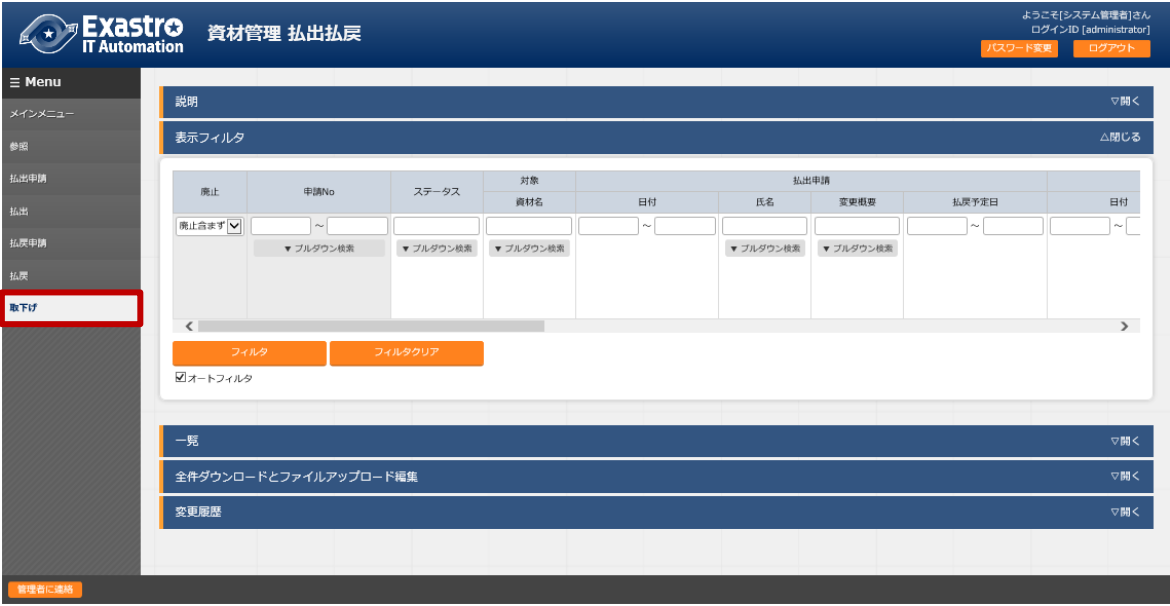 Exastro
IT Automation
資材管理 払出払戻
ようこそ[システム管理者]さん
ログインID [administrator]
パスワード変更 ログアウト
☰ Menu
メインメニュー
参照
払出申請
払出
払戻申請
払戻
取下げ
説明 ▽開く
表示フィルタ △閉じる
廃止 申請No ステータス 対象 払出申請
資材名 日付 氏名 変更概要 払戻予定日 日付
廃止含まず ～ ～ ～ ～
▼ プルダウン検索 ▼ プルダウン検索 ▼ プルダウン検索 ▼ プルダウン検索 ▼ プルダウン検索
フィルタ フィルタクリア
オートフィルタ
一覧 ▽開く
全件ダウンロードとファイルアップロード編集 ▽開く
変更履歴 ▽開く
管理者に連絡